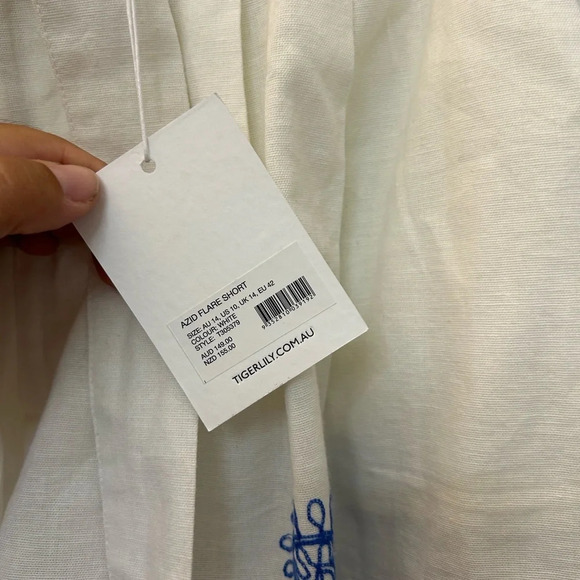 AZID FLARE SHORT
SIZE: AU 14, US 10, UK 14, EU 42
COLOUR: WHITE
STYLE: T305379
AUD 149.00
NZD 155.00
TIGERLILY.COM.AU